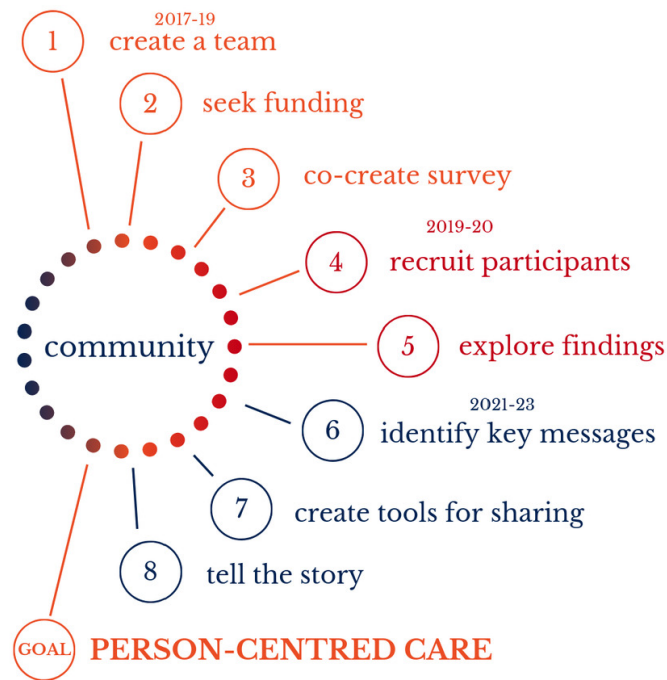 2017-19
1 create a team
2 seek funding
3 co-create survey
2019-20
4 recruit participants
community
5 explore findings
2021-23
6 identify key messages
7 create tools for sharing
8 tell the story
GOAL PERSON-CENTRED CARE